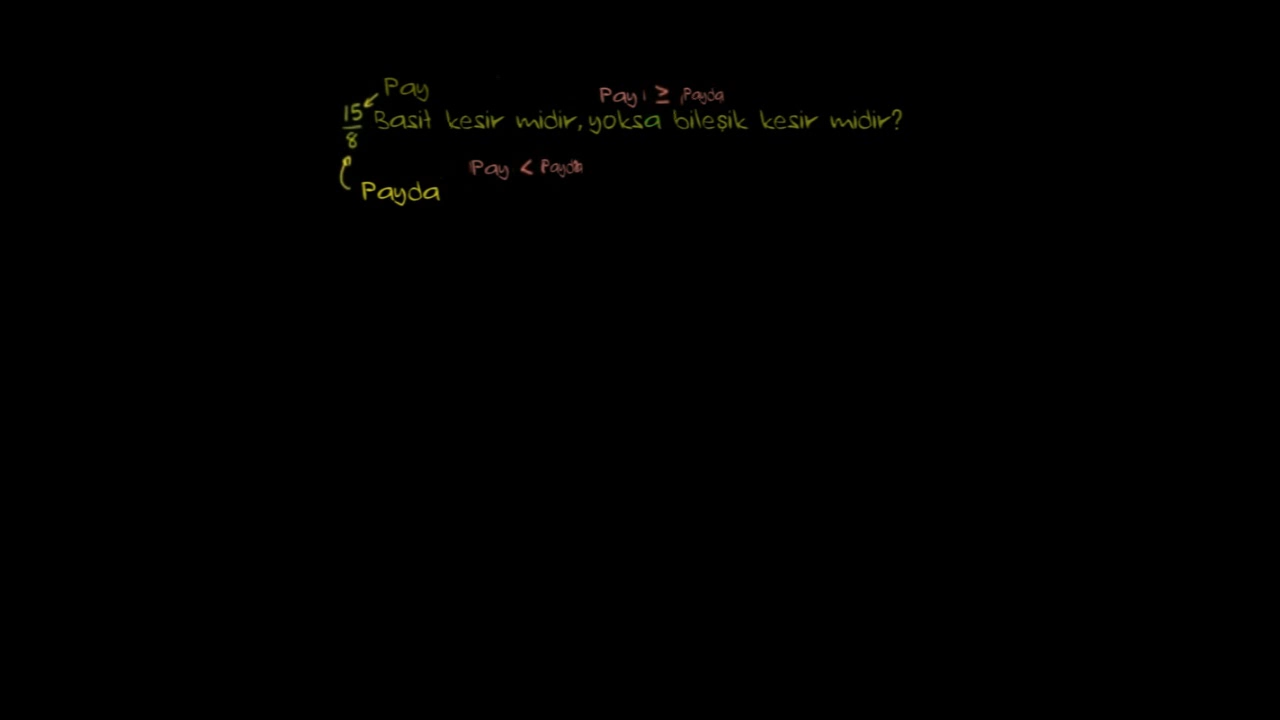 Pay
Pay ≥ Payda
15/8 Basit kesir midir, yoksa bileşik kesir midir?
Pay < Payda
Payda